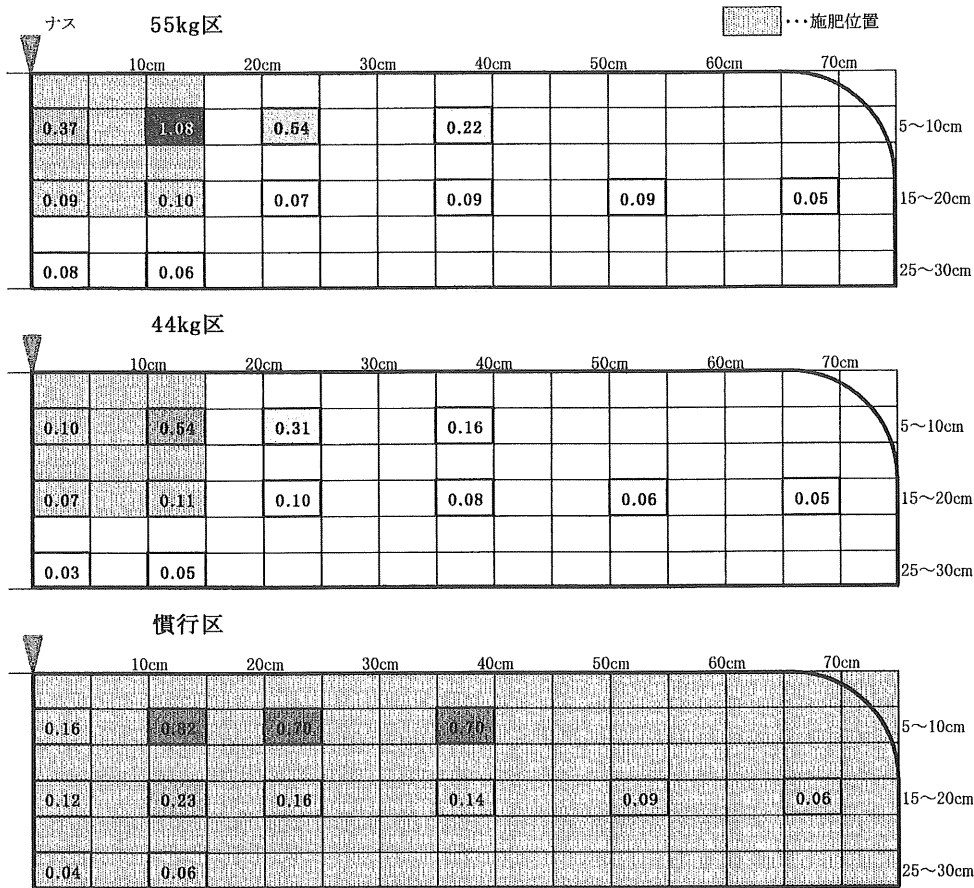 ナス 55kg区 ···施肥位置
10cm 20cm 30cm 40cm 50cm 60cm 70cm
0.37 1.08 0.54 0.22 5～10cm
0.09 0.10 0.07 0.09 0.09 0.05 15～20cm
0.08 0.06 25～30cm
44kg区
10cm 20cm 30cm 40cm 50cm 60cm 70cm
0.10 0.54 0.31 0.16 5～10cm
0.07 0.11 0.10 0.08 0.06 0.05 15～20cm
0.03 0.05 25～30cm
慣行区
10cm 20cm 30cm 40cm 50cm 60cm 70cm
0.16 0.82 0.70 0.70 5～10cm
0.12 0.23 0.16 0.14 0.09 0.06 15～20cm
0.04 0.06 25～30cm